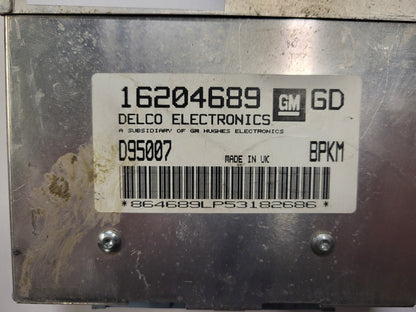 16204689 GM GD
DELCO ELECTRONICS
A SUBSIDIARY OF GM HUGHES ELECTRONICS
D95007 MADE IN UK BPKM
*864689LP53182686*